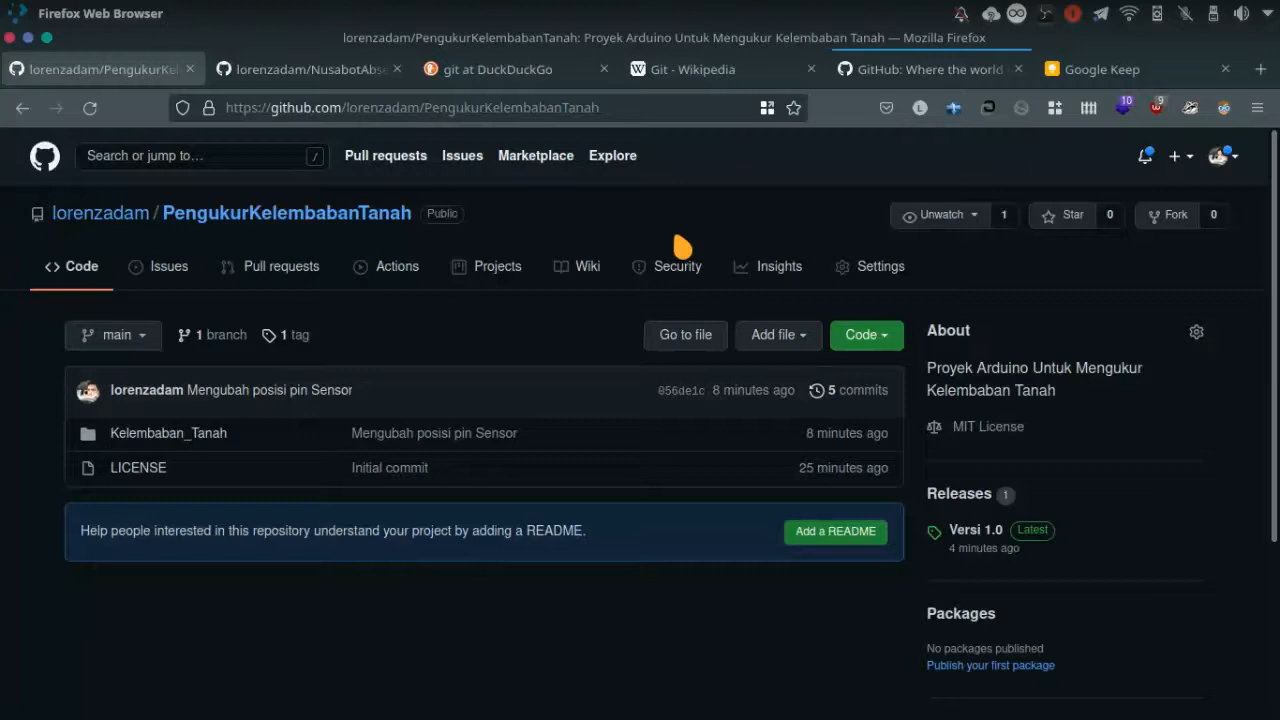 Firefox Web Browser
lorenzadam/PengukurKelembabanTanah: Proyek Arduino Untuk Mengukur Kelembaban Tanah — Mozilla Firefox
lorenzadam/PengukurKel
lorenzadam/NusabotAbse
git at DuckDuckGo
Git - Wikipedia
GitHub: Where the world
Google Keep
https://github.com/lorenzadam/PengukurKelembabanTanah
10
9
Search or jump to… /
Pull requests Issues Marketplace Explore
lorenzadam / PengukurKelembabanTanah Public
Unwatch 1
Star 0
Fork 0
Code Issues Pull requests Actions Projects Wiki Security Insights Settings
main 1 branch 1 tag
Go to file Add file Code
lorenzadam Mengubah posisi pin Sensor 056de1c 8 minutes ago 5 commits
Kelembaban_Tanah Mengubah posisi pin Sensor 8 minutes ago
LICENSE Initial commit 25 minutes ago
Help people interested in this repository understand your project by adding a README. Add a README
About
Proyek Arduino Untuk Mengukur
Kelembaban Tanah
MIT License
Releases 1
Versi 1.0 Latest
4 minutes ago
Packages
No packages published
Publish your first package